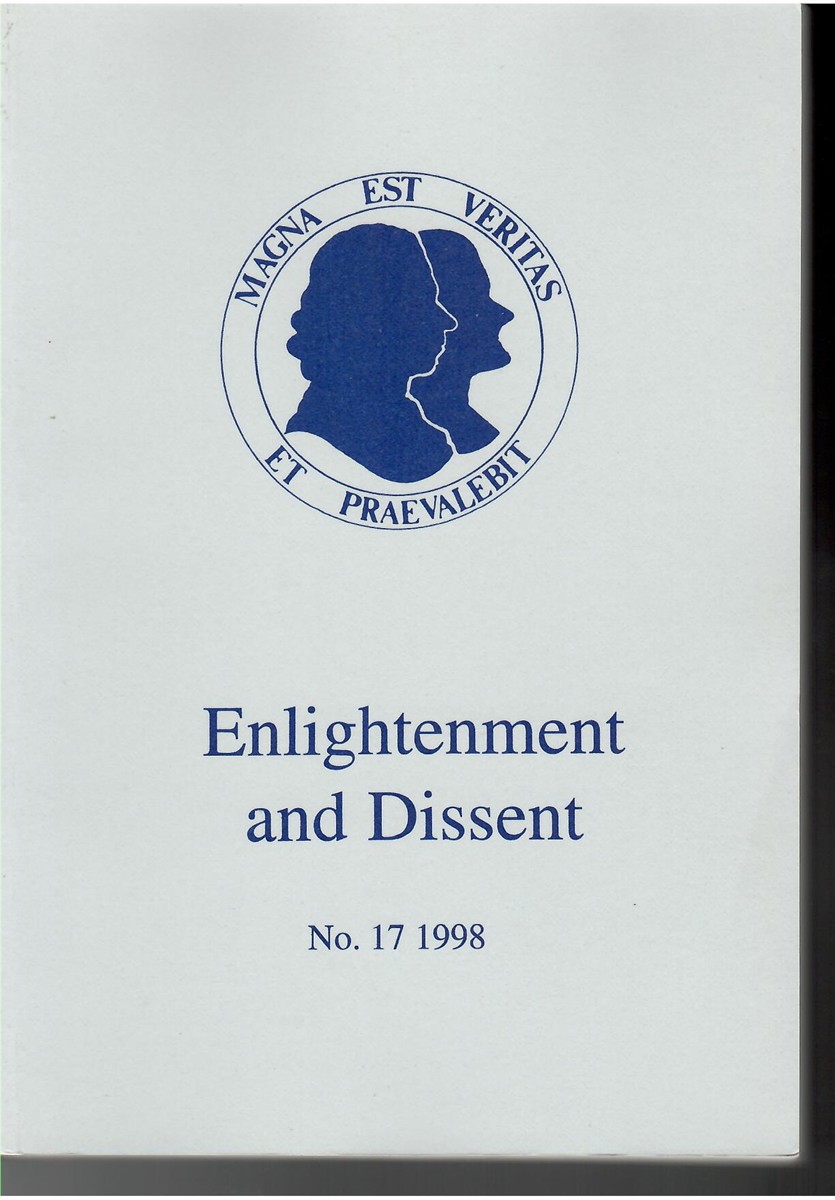 MAGNA EST VERITAS
ET PRAEVALEBIT
Enlightenment
and Dissent
No. 17 1998